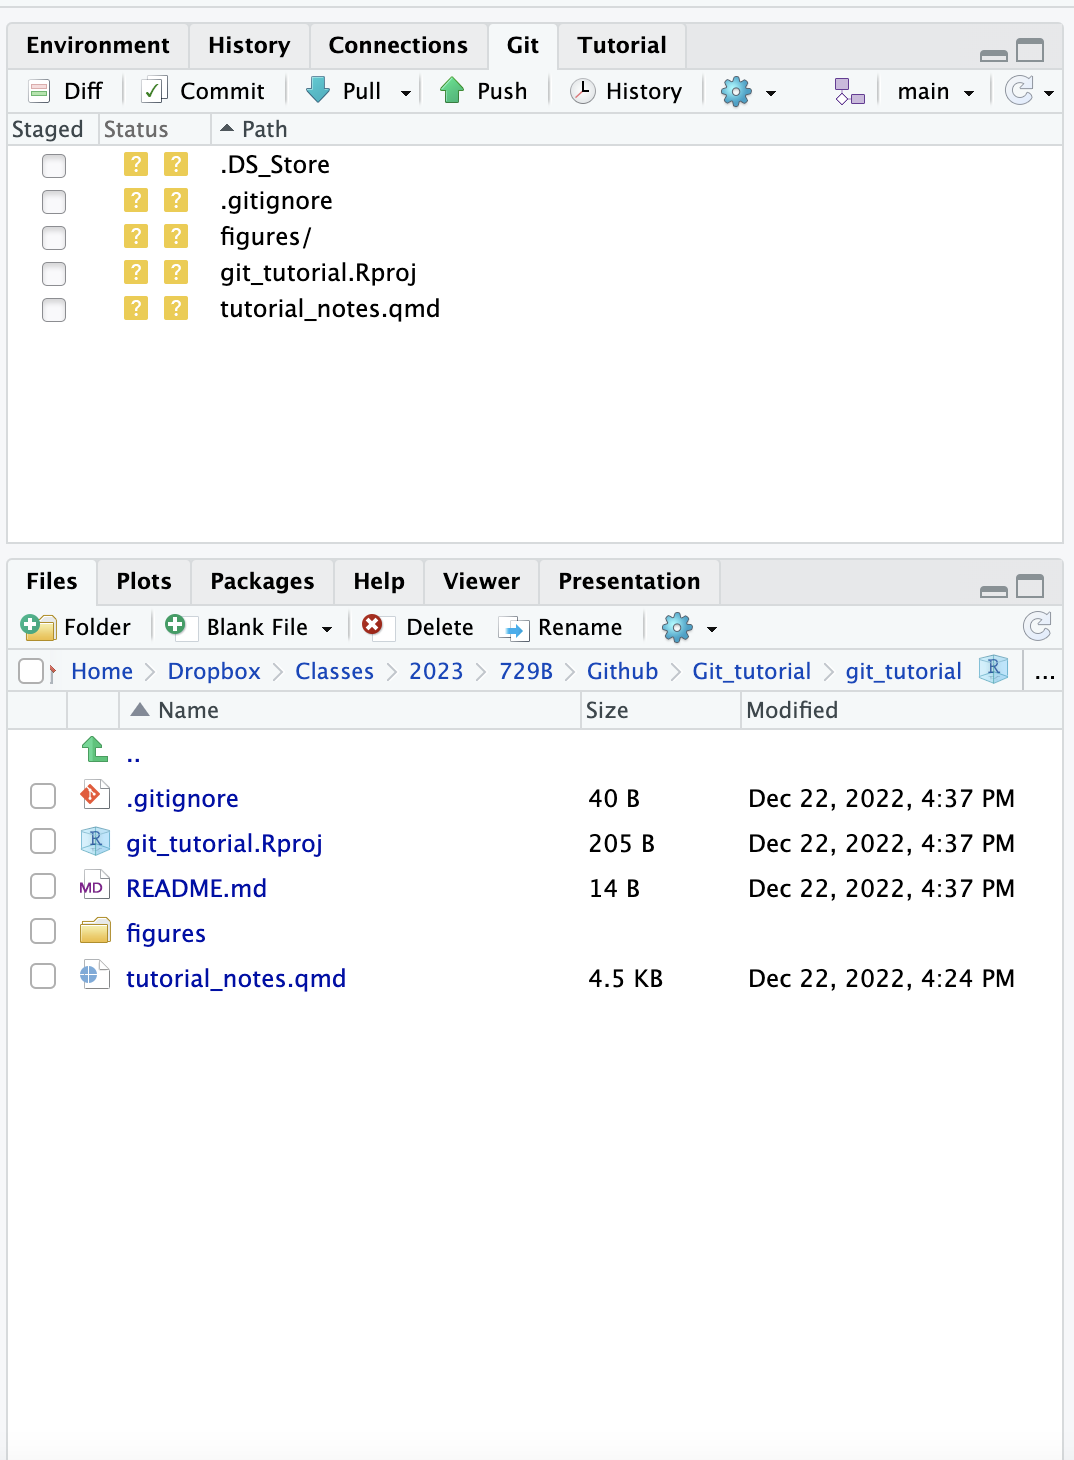 Environment History Connections Git Tutorial
Diff Commit Pull Push History main
Staged Status Path
? ? .DS_Store
? ? .gitignore
? ? figures/
? ? git_tutorial.Rproj
? ? tutorial_notes.qmd
Files Plots Packages Help Viewer Presentation
Folder Blank File Delete Rename
Home Dropbox Classes 2023 729B Github Git_tutorial git_tutorial R ...
Name Size Modified
..
.gitignore 40 B Dec 22, 2022, 4:37 PM
R git_tutorial.Rproj 205 B Dec 22, 2022, 4:37 PM
MD README.md 14 B Dec 22, 2022, 4:37 PM
figures
tutorial_notes.qmd 4.5 KB Dec 22, 2022, 4:24 PM